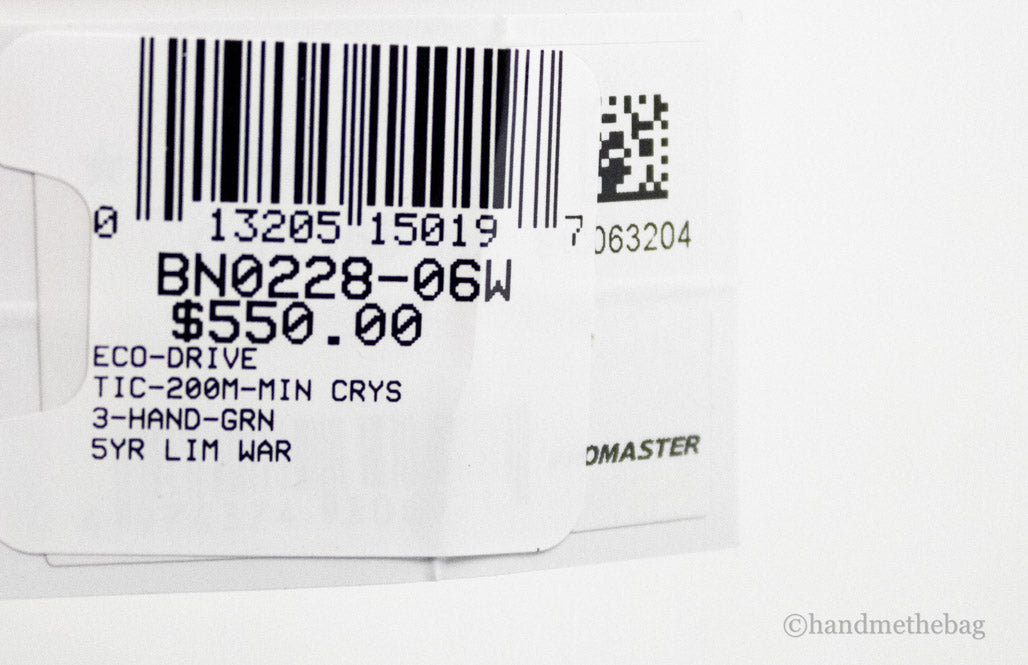 0 13205 15019 7
063204
BN0228-06W
$550.00
ECO-DRIVE
TIC-200M-MIN CRYS
3-HAND-GRN
5YR LIM WAR
OMASTER
©handmethebag